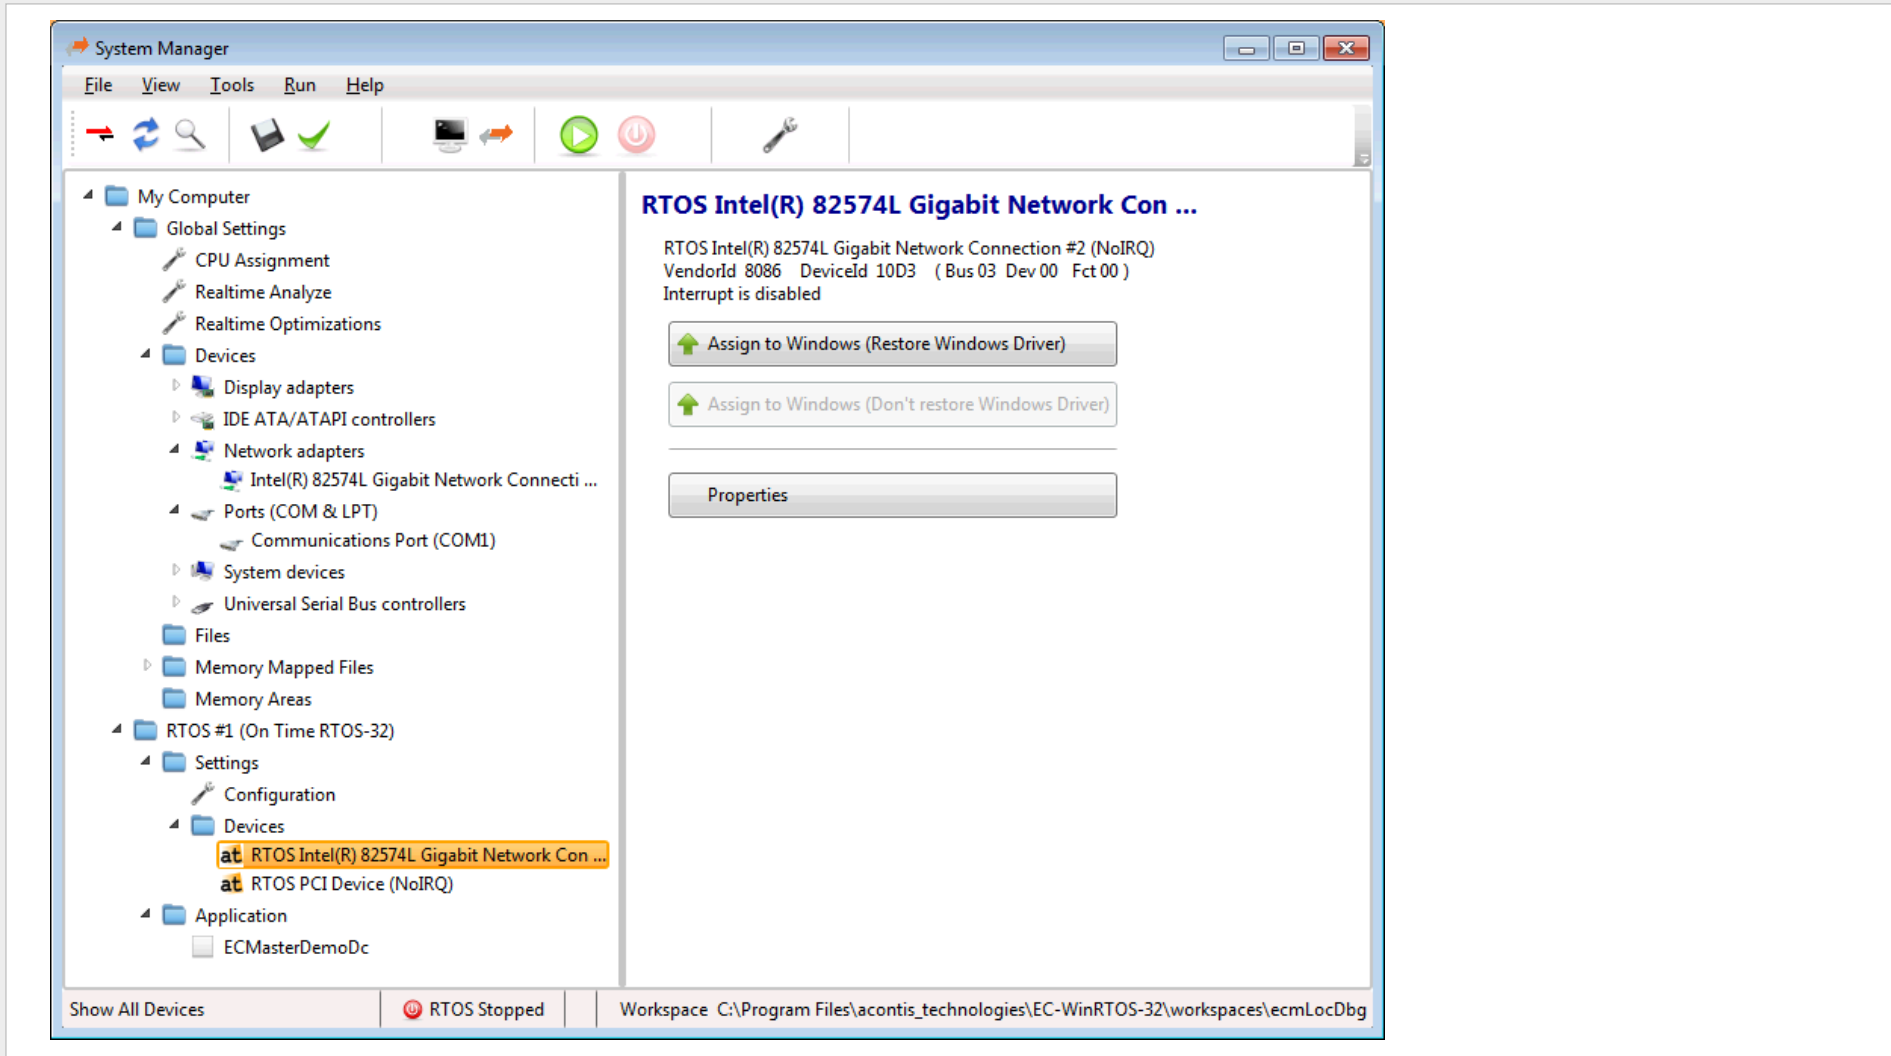 System Manager
File View Tools Run Help
My Computer
Global Settings
CPU Assignment
Realtime Analyze
Realtime Optimizations
Devices
Display adapters
IDE ATA/ATAPI controllers
Network adapters
Intel(R) 82574L Gigabit Network Connecti ...
Ports (COM & LPT)
Communications Port (COM1)
System devices
Universal Serial Bus controllers
Files
Memory Mapped Files
Memory Areas
RTOS #1 (On Time RTOS-32)
Settings
Configuration
Devices
at RTOS Intel(R) 82574L Gigabit Network Con ...
at RTOS PCI Device (NoIRQ)
Application
ECMasterDemoDc
RTOS Intel(R) 82574L Gigabit Network Con ...
RTOS Intel(R) 82574L Gigabit Network Connection #2 (NoIRQ)
VendorId 8086 DeviceId 10D3 ( Bus 03 Dev 00 Fct 00 )
Interrupt is disabled
Assign to Windows (Restore Windows Driver)
Assign to Windows (Don't restore Windows Driver)
Properties
Show All Devices
RTOS Stopped
Workspace C:\Program Files\acontis_technologies\EC-WinRTOS-32\workspaces\ecmLocDbg